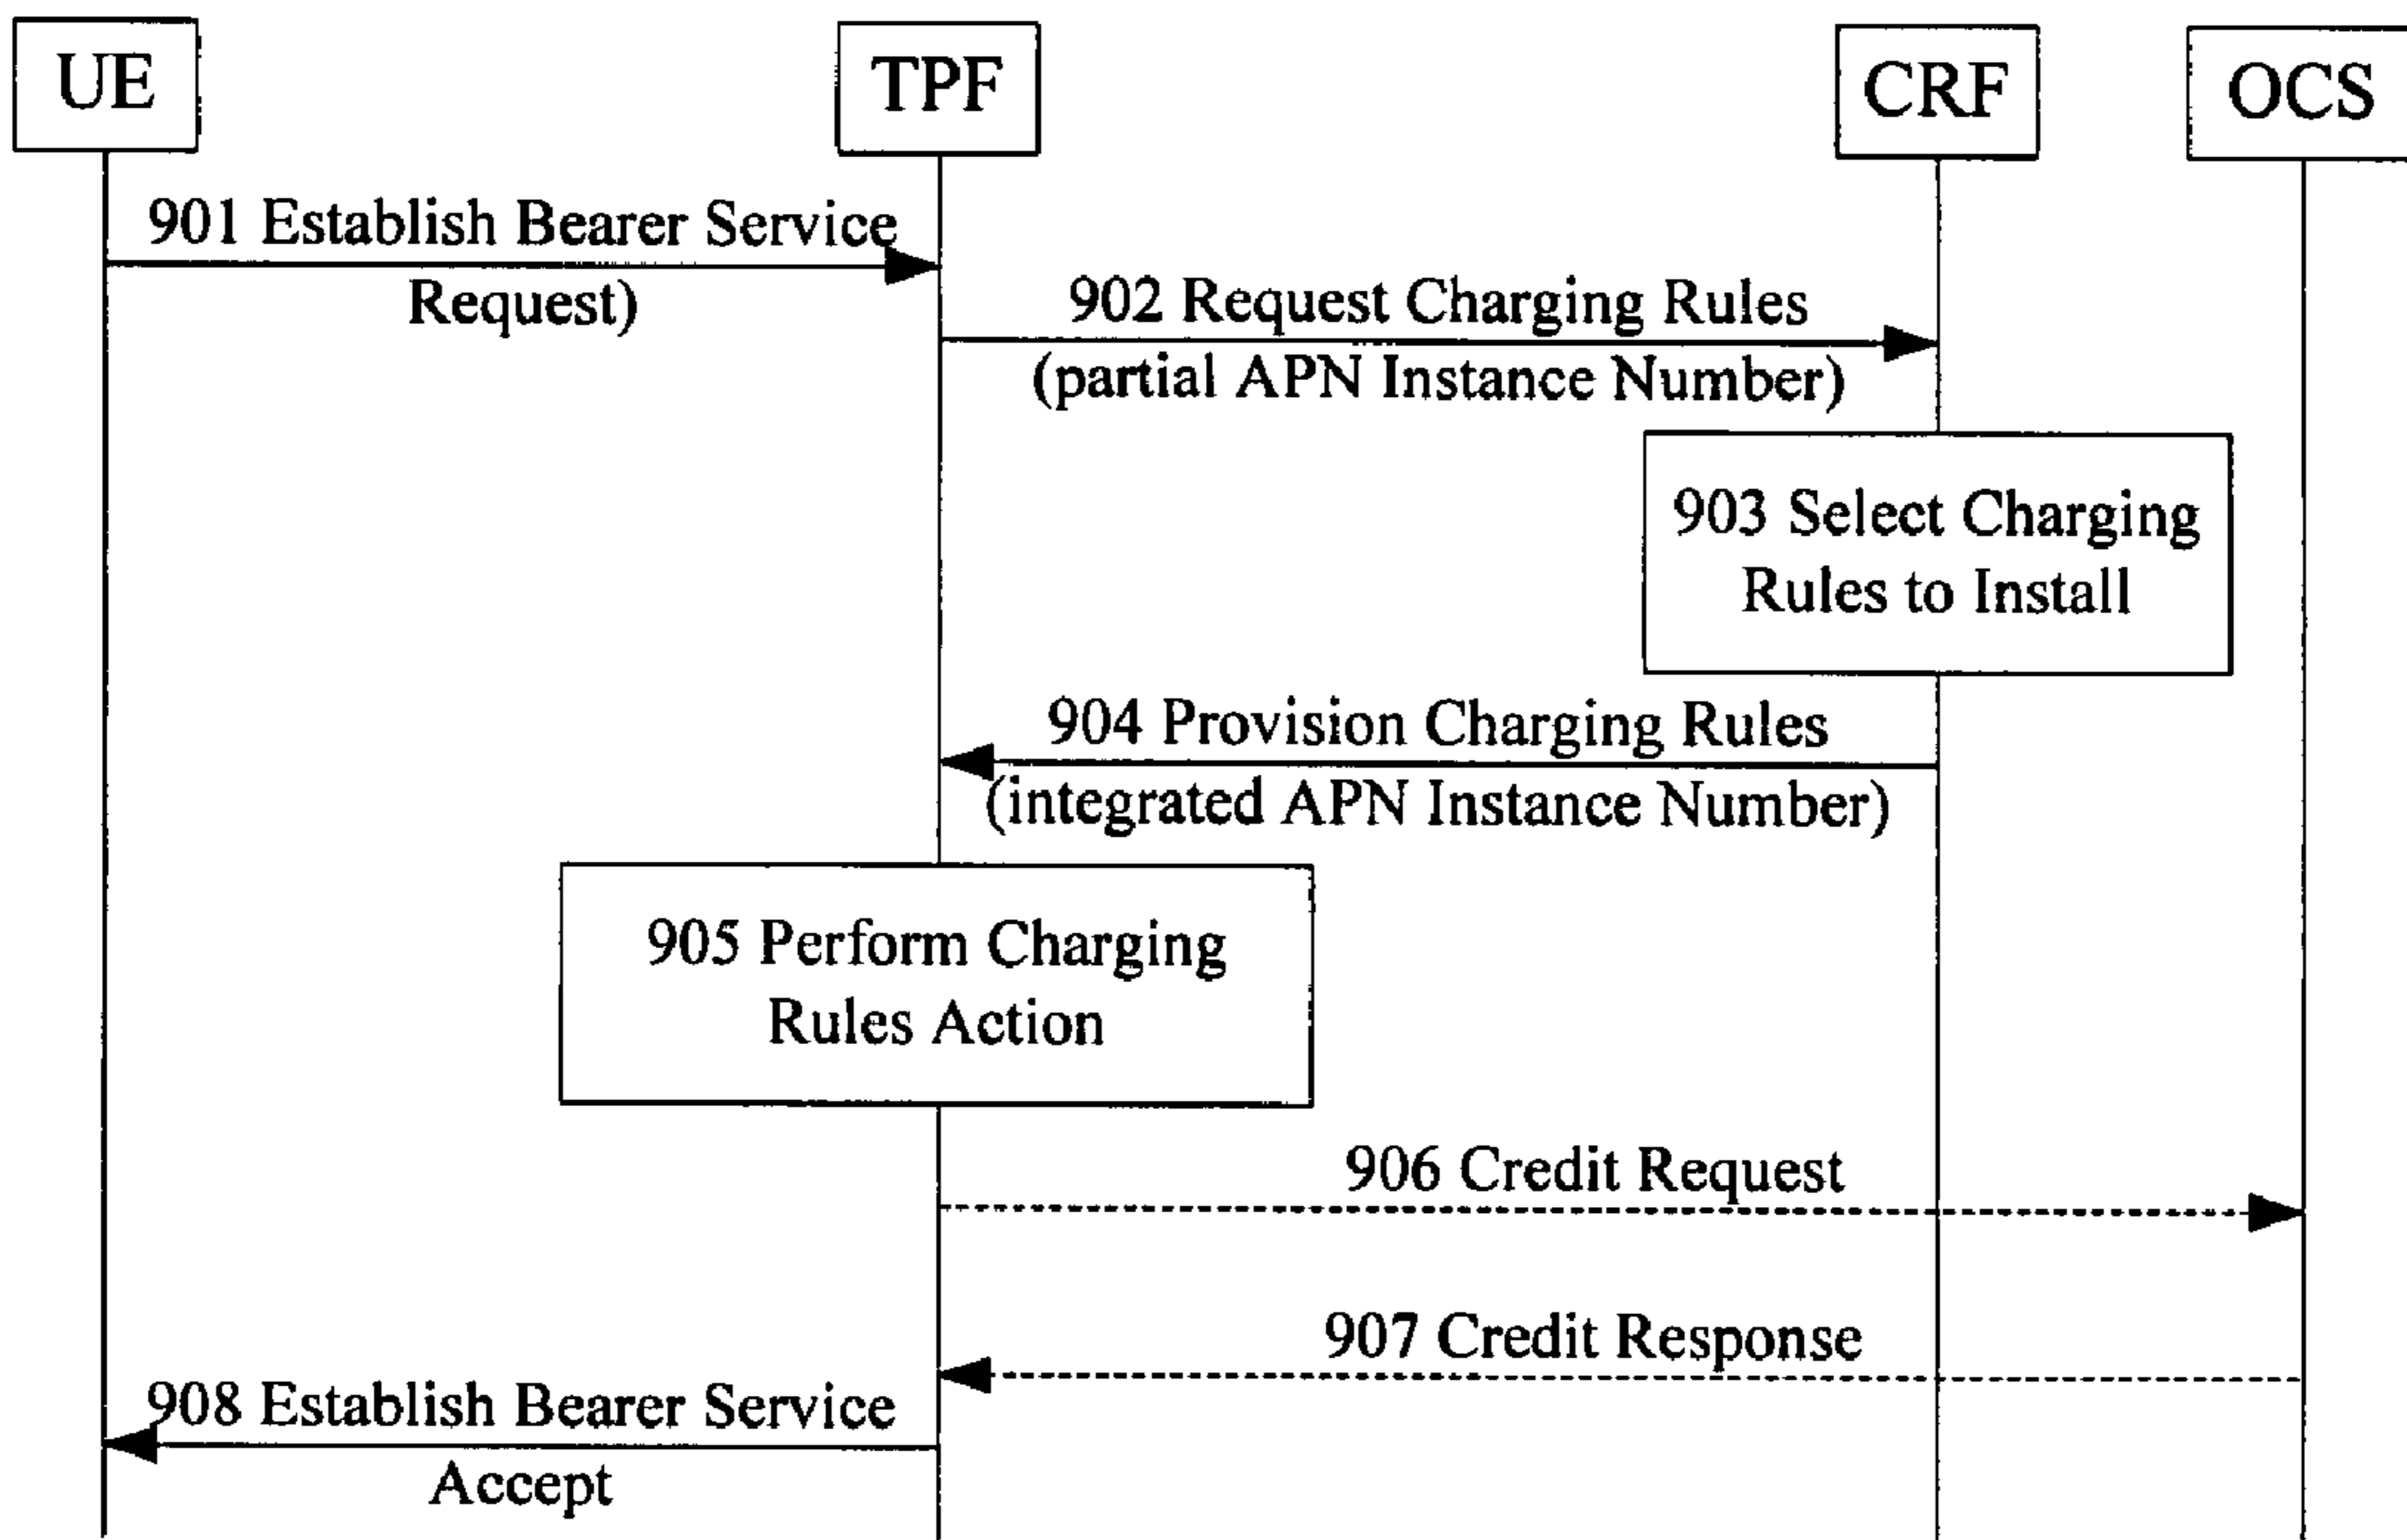 UE
TPF
CRF
OCS
901 Establish Bearer Service
Request)
902 Request Charging Rules
(partial APN Instance Number)
903 Select Charging
Rules to Install
904 Provision Charging Rules
(integrated APN Instance Number)
905 Perform Charging
Rules Action
906 Credit Request
907 Credit Response
908 Establish Bearer Service
Accept